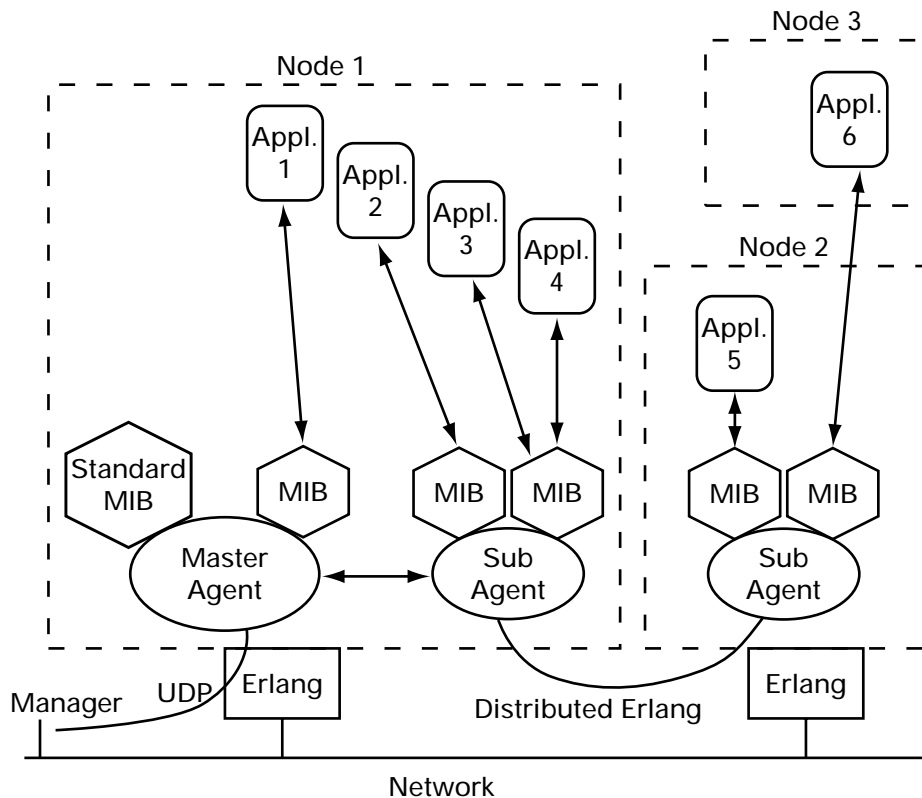 Node 3
Node 1
Appl.
6
Appl.
1
Appl.
2
Appl.
3
Appl.
4
Node 2
Appl.
5
Standard
MIB
MIB
MIB
MIB
MIB
MIB
Master
Agent
Sub
Agent
Sub
Agent
Manager
UDP
Erlang
Distributed Erlang
Erlang
Network